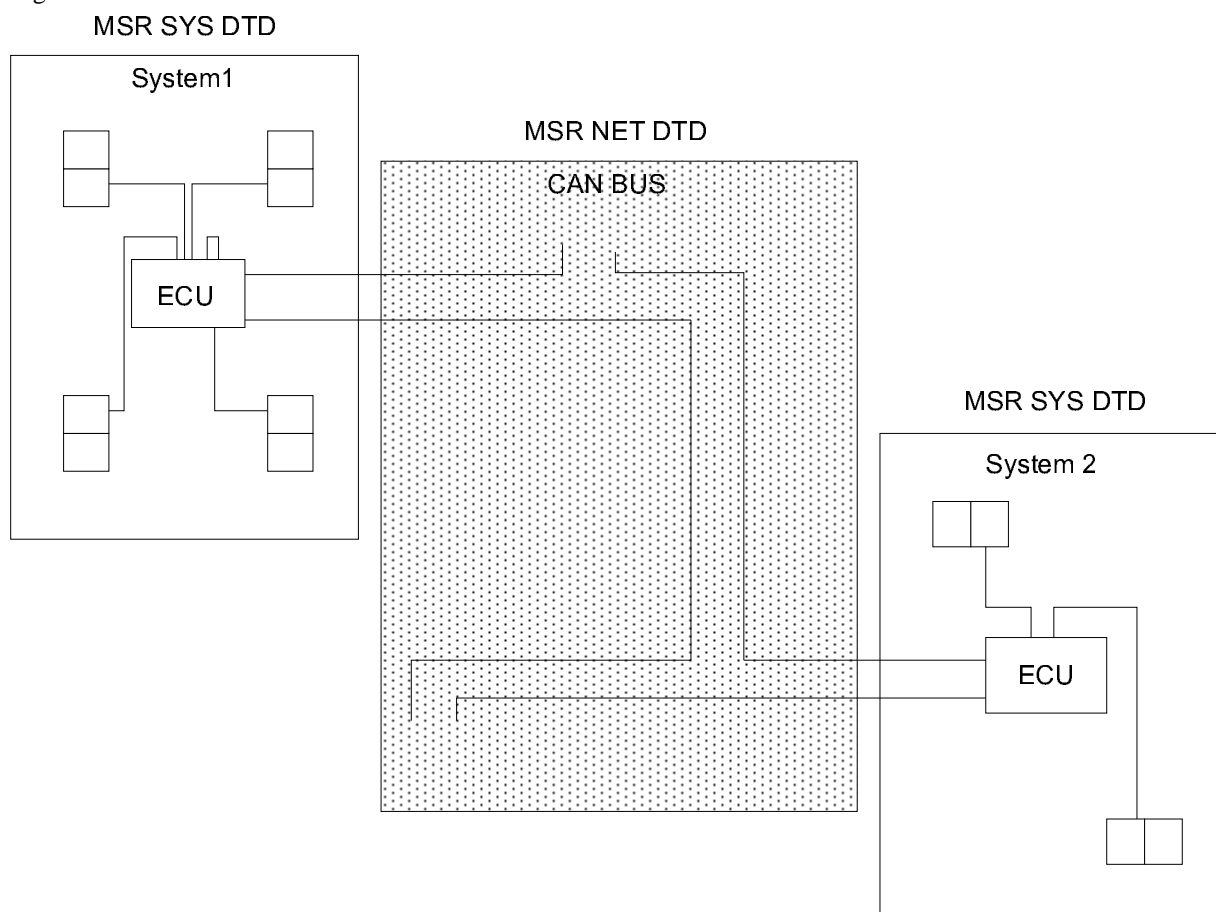 MSR SYS DTD
System1
ECU
MSR NET DTD
CAN BUS
MSR SYS DTD
System 2
ECU